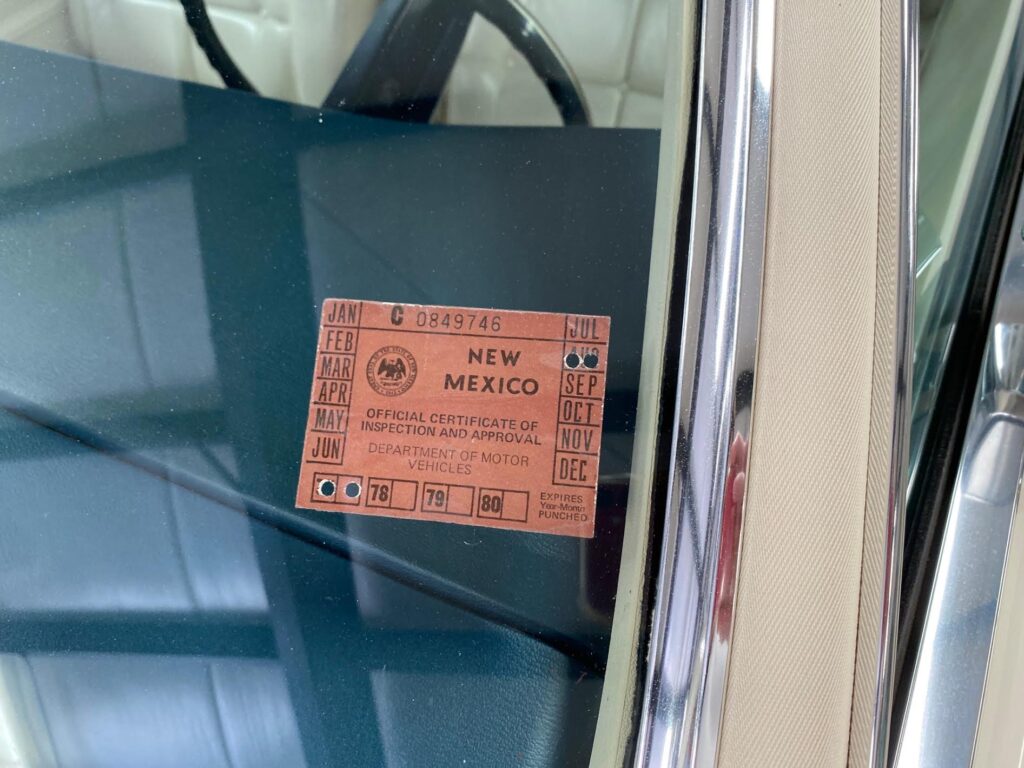 JAN C 0849746 JUL
FEB
MAR
APR
MAY
JUN
NEW
MEXICO
OFFICIAL CERTIFICATE OF
INSPECTION AND APPROVAL
DEPARTMENT OF MOTOR
VEHICLES
SEP
OCT
NOV
DEC
78 79 80
EXPIRES
Year-Month
PUNCHED